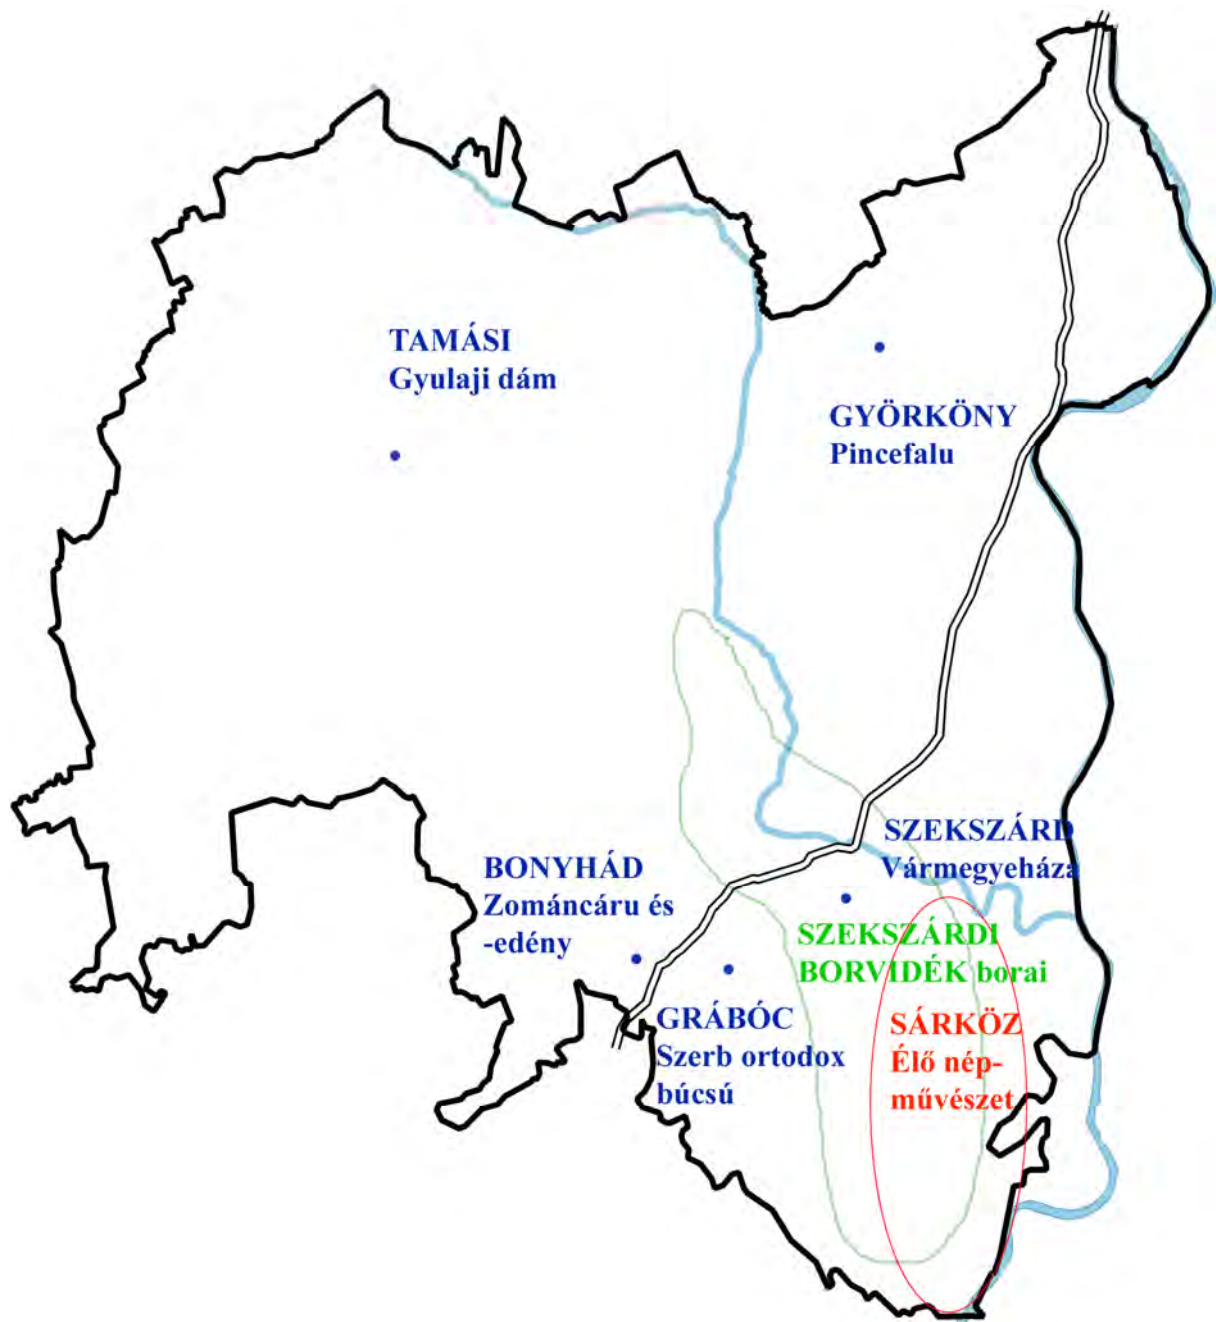 TAMÁSI
Gyulaji dám
GYÖRKÖNY
Pincefalu
SZEKSZÁRD
Vármegyeháza
BONYHÁD
Zománcáru és
-edény
SZEKSZÁRDI
BORVIDÉK borai
GRÁBÓC
Szerb ortodox
búcsú
SÁRKÖZ
Élő nép-
művészet